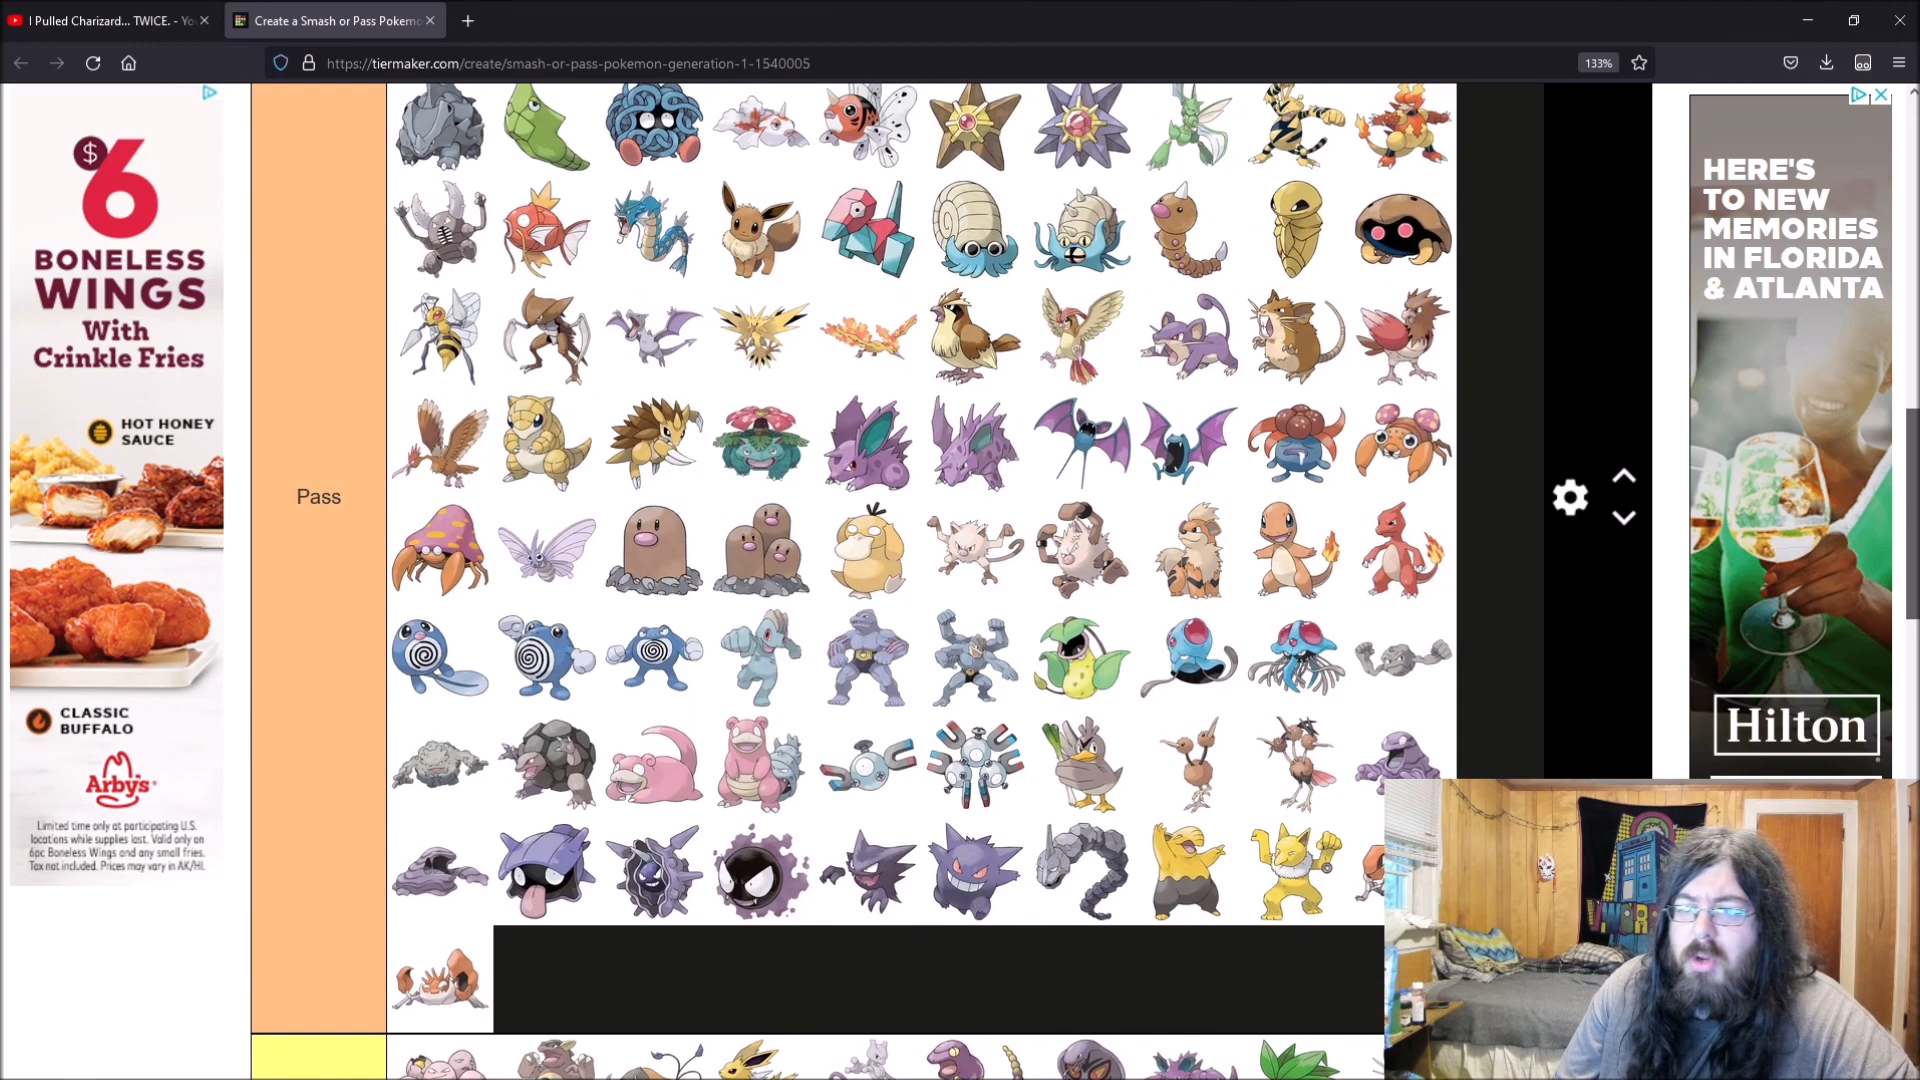 I Pulled Charizard... TWICE. - Yo
Create a Smash or Pass Pokemo
https://tiermaker.com/create/smash-or-pass-pokemon-generation-1-1540005
133%
$6
BONELESS
WINGS
With
Crinkle Fries
HOT HONEY
SAUCE
CLASSIC
BUFFALO
Arby's
Limited time only at participating U.S.
locations while supplies last. Valid only on
6pc Boneless Wings and any small fries.
Tax not included. Prices may vary in AK/HI.
Pass
HERE'S
TO NEW
MEMORIES
IN FLORIDA
& ATLANTA
Hilton